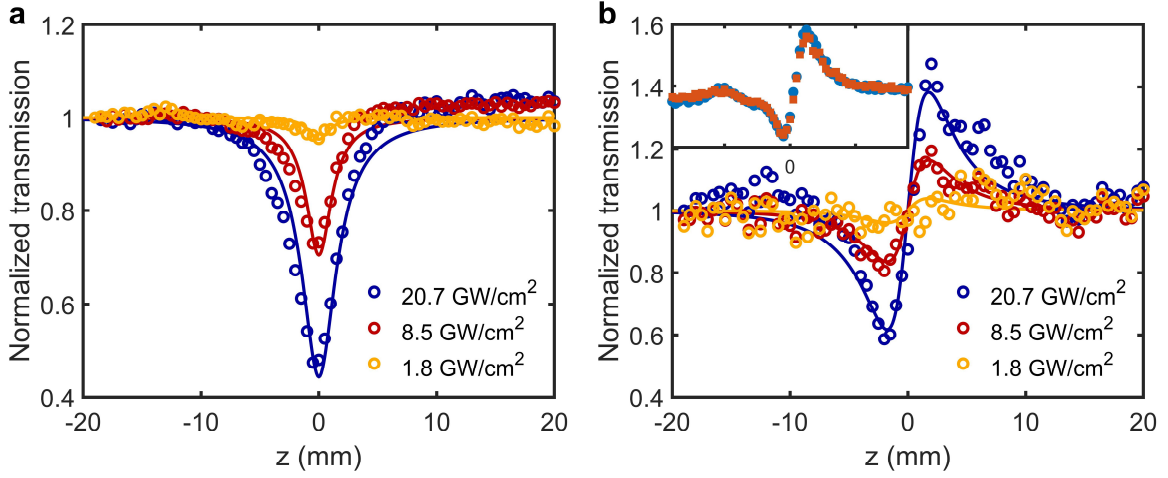 a
1.2
1
0.8
0.6
0.4
-20
-10
0
10
20
z (mm)
Normalized transmission
20.7 GW/cm²
8.5 GW/cm²
1.8 GW/cm²
b
1.6
1.4
1.2
1
0.8
0.6
0.4
-20
-10
0
10
20
z (mm)
Normalized transmission
0
20.7 GW/cm²
8.5 GW/cm²
1.8 GW/cm²